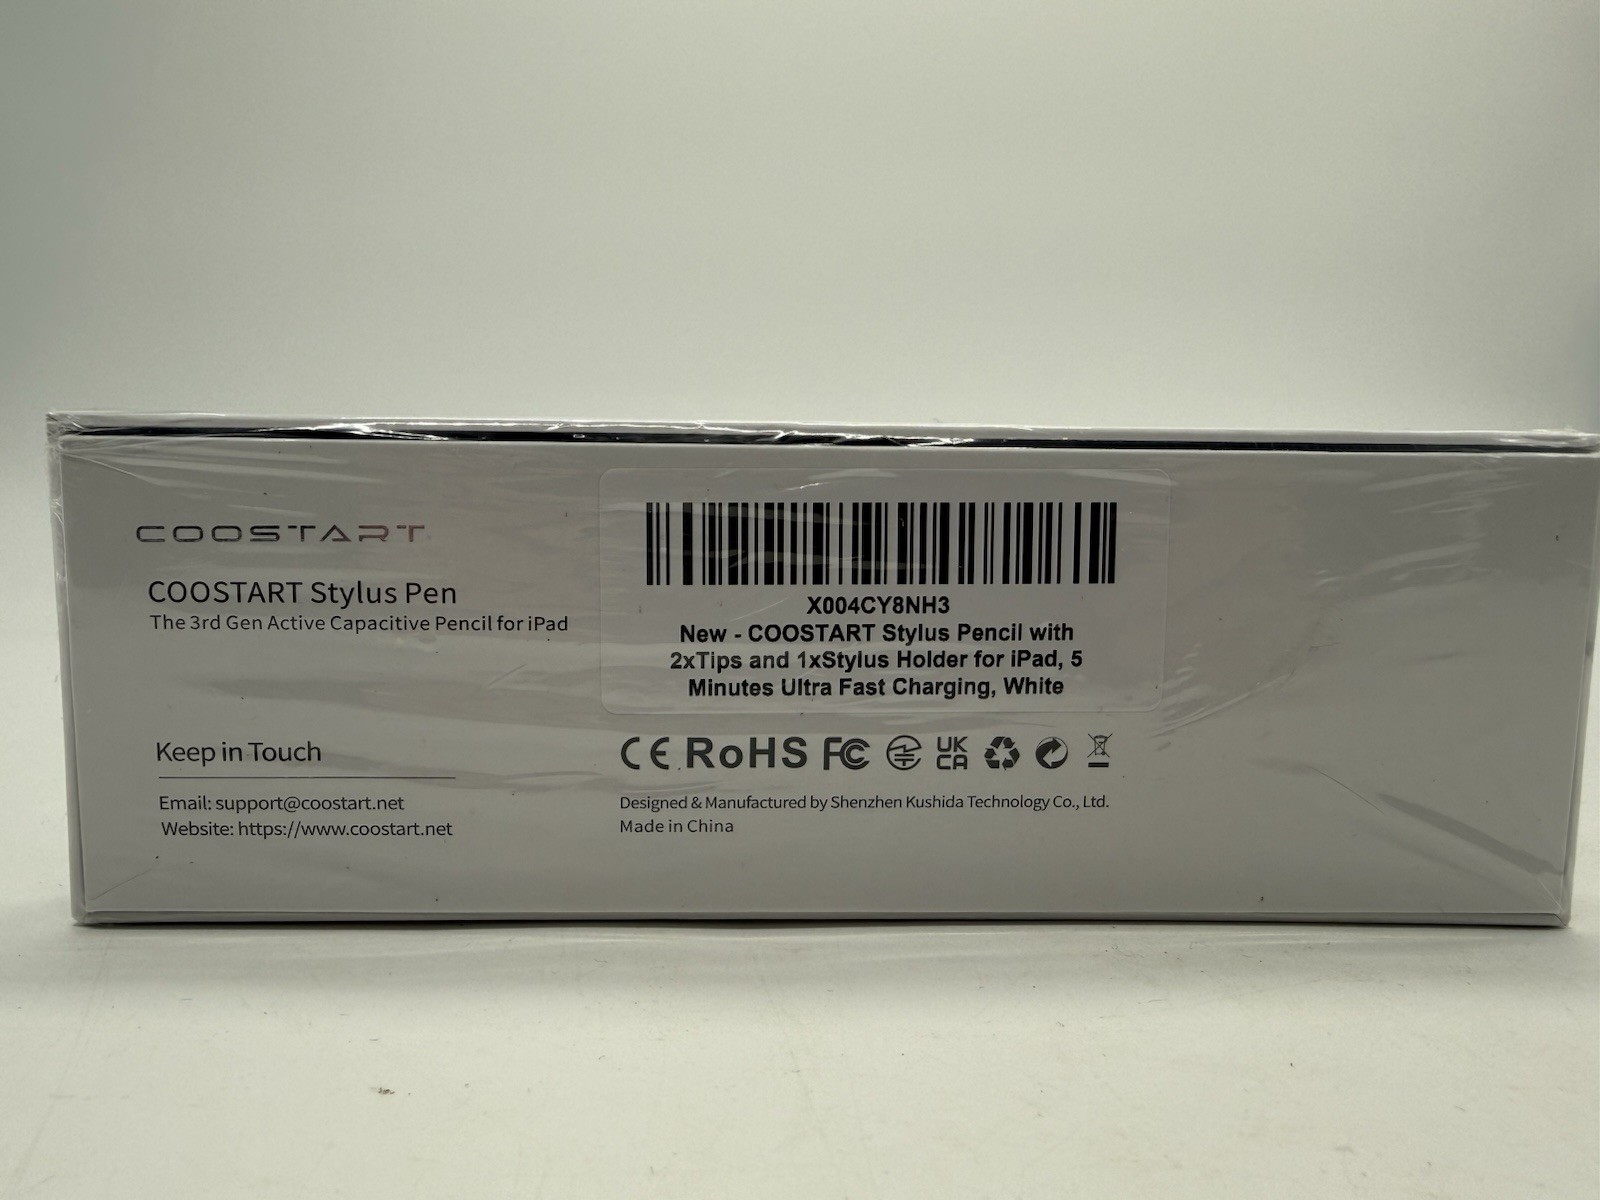 COOSTART
COOSTART Stylus Pen
The 3rd Gen Active Capacitive Pencil for iPad
Keep in Touch
Email: support@coostart.net
Website: https://www.coostart.net
X004CY8NH3
New - COOSTART Stylus Pencil with
2xTips and 1xStylus Holder for iPad, 5
Minutes Ultra Fast Charging, White
CE RoHS FC UK CA
Designed & Manufactured by Shenzhen Kushida Technology Co., Ltd.
Made in China